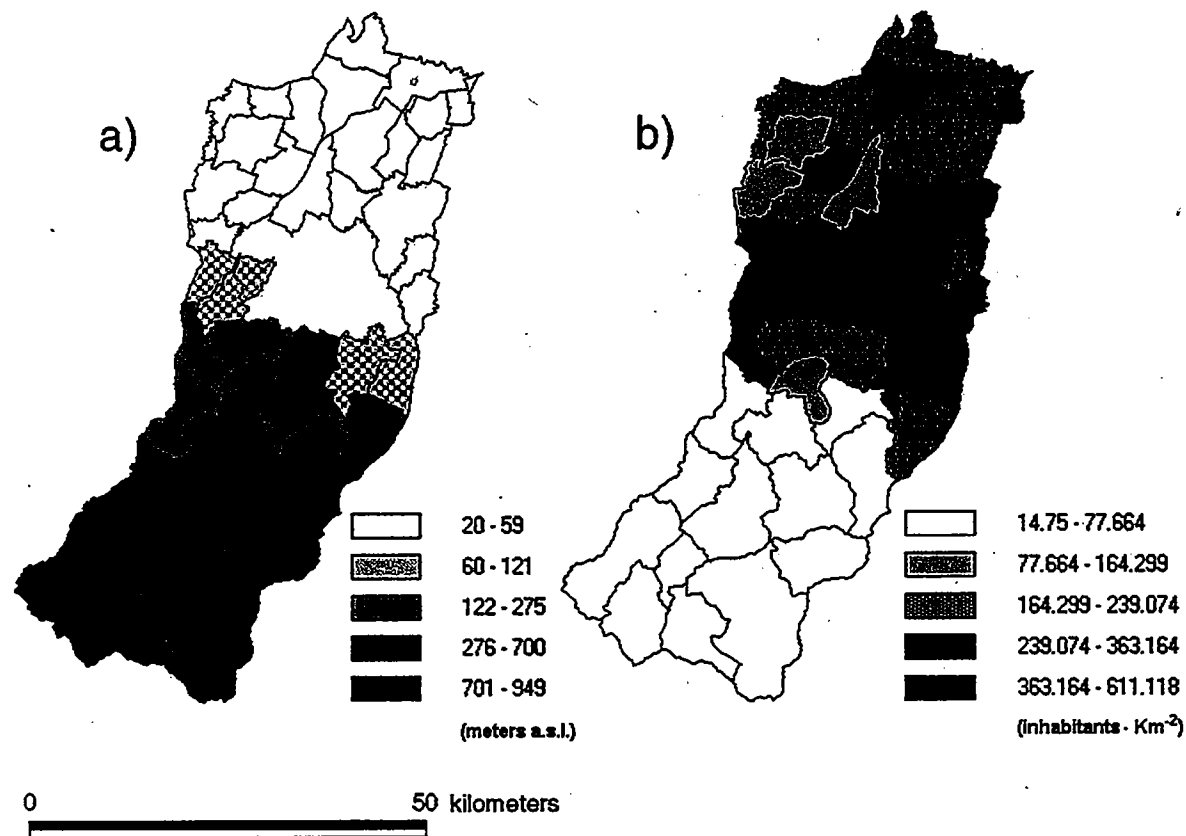 a)
20 - 59
60 - 121
122 - 275
276 - 700
701 - 949
(meters a.s.l.)
b)
14.75 - 77.664
77.664 - 164.299
164.299 - 239.074
239.074 - 363.164
363.164 - 611.118
(inhabitants · Km-2)
0 50 kilometers